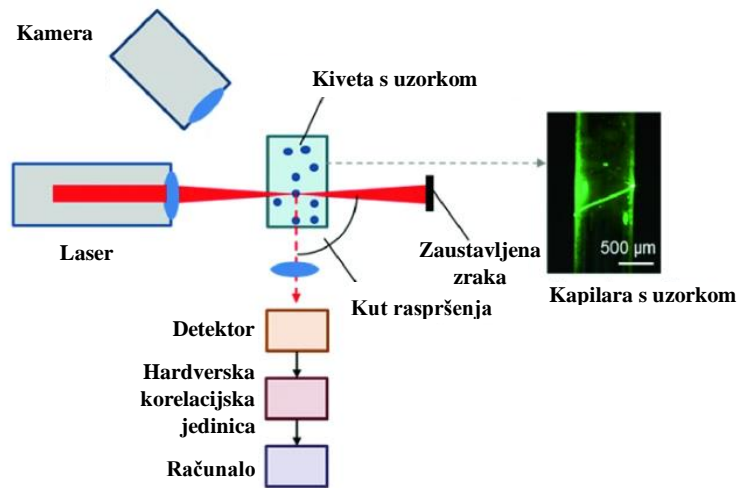 Kamera
Kiveta s uzorkom
Laser
Zaustavljena
zraka
500 µm
Kapilara s uzorkom
Kut raspršenja
Detektor
Hardverska
korelacijska
jedinica
Računalo